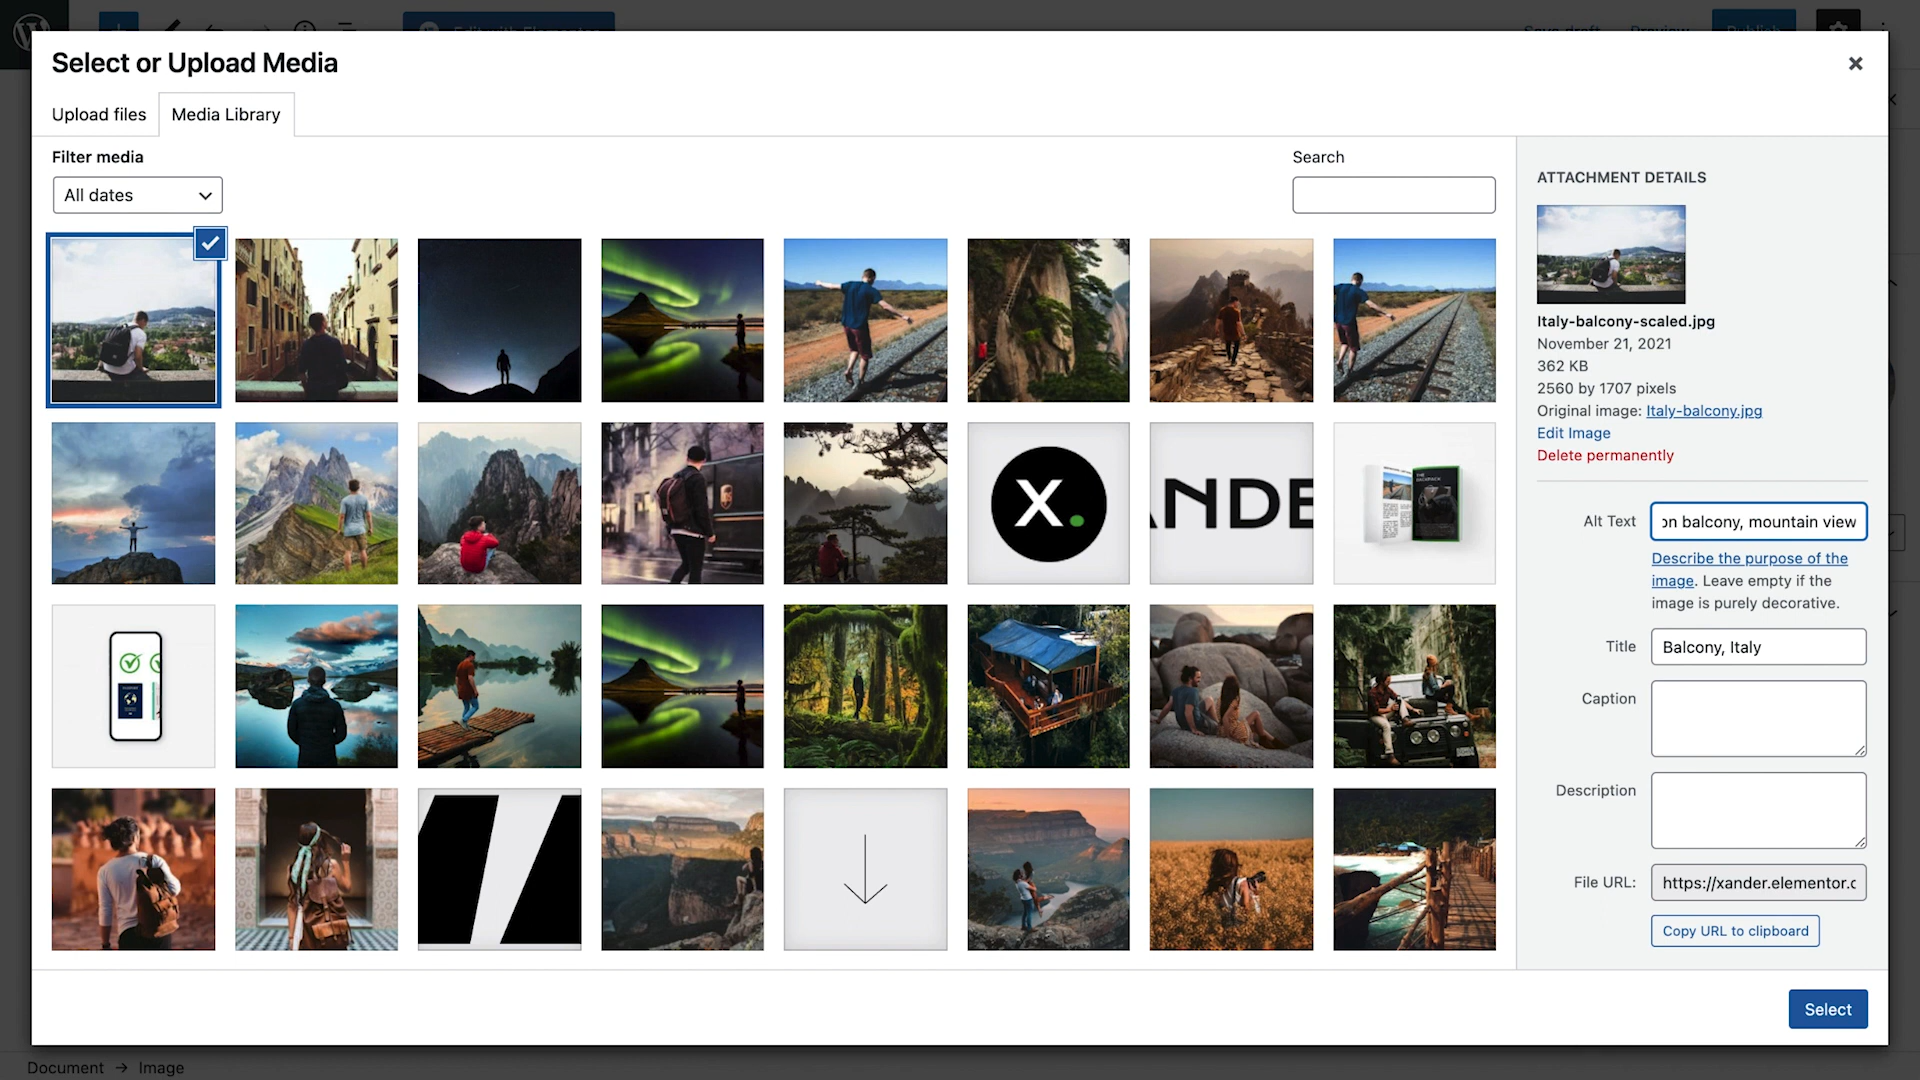 Select or Upload Media
Upload files
Media Library
Filter media
All dates
Search
X.
ANDE
ATTACHMENT DETAILS
Italy-balcony-scaled.jpg
November 21, 2021
362 KB
2560 by 1707 pixels
Original image: Italy-balcony.jpg
Edit Image
Delete permanently
Alt Text
on balcony, mountain view
Describe the purpose of the
image. Leave empty if the
image is purely decorative.
Title
Balcony, Italy
Caption
Description
File URL:
https://xander.elementor.c
Copy URL to clipboard
Select
Document → Image